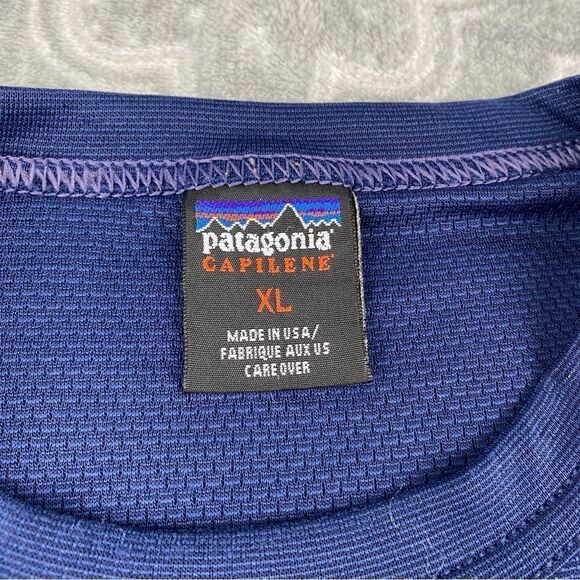 patagonia®
CAPILENE®
XL
MADE IN USA/
FABRIQUE AUX US
CARE OVER